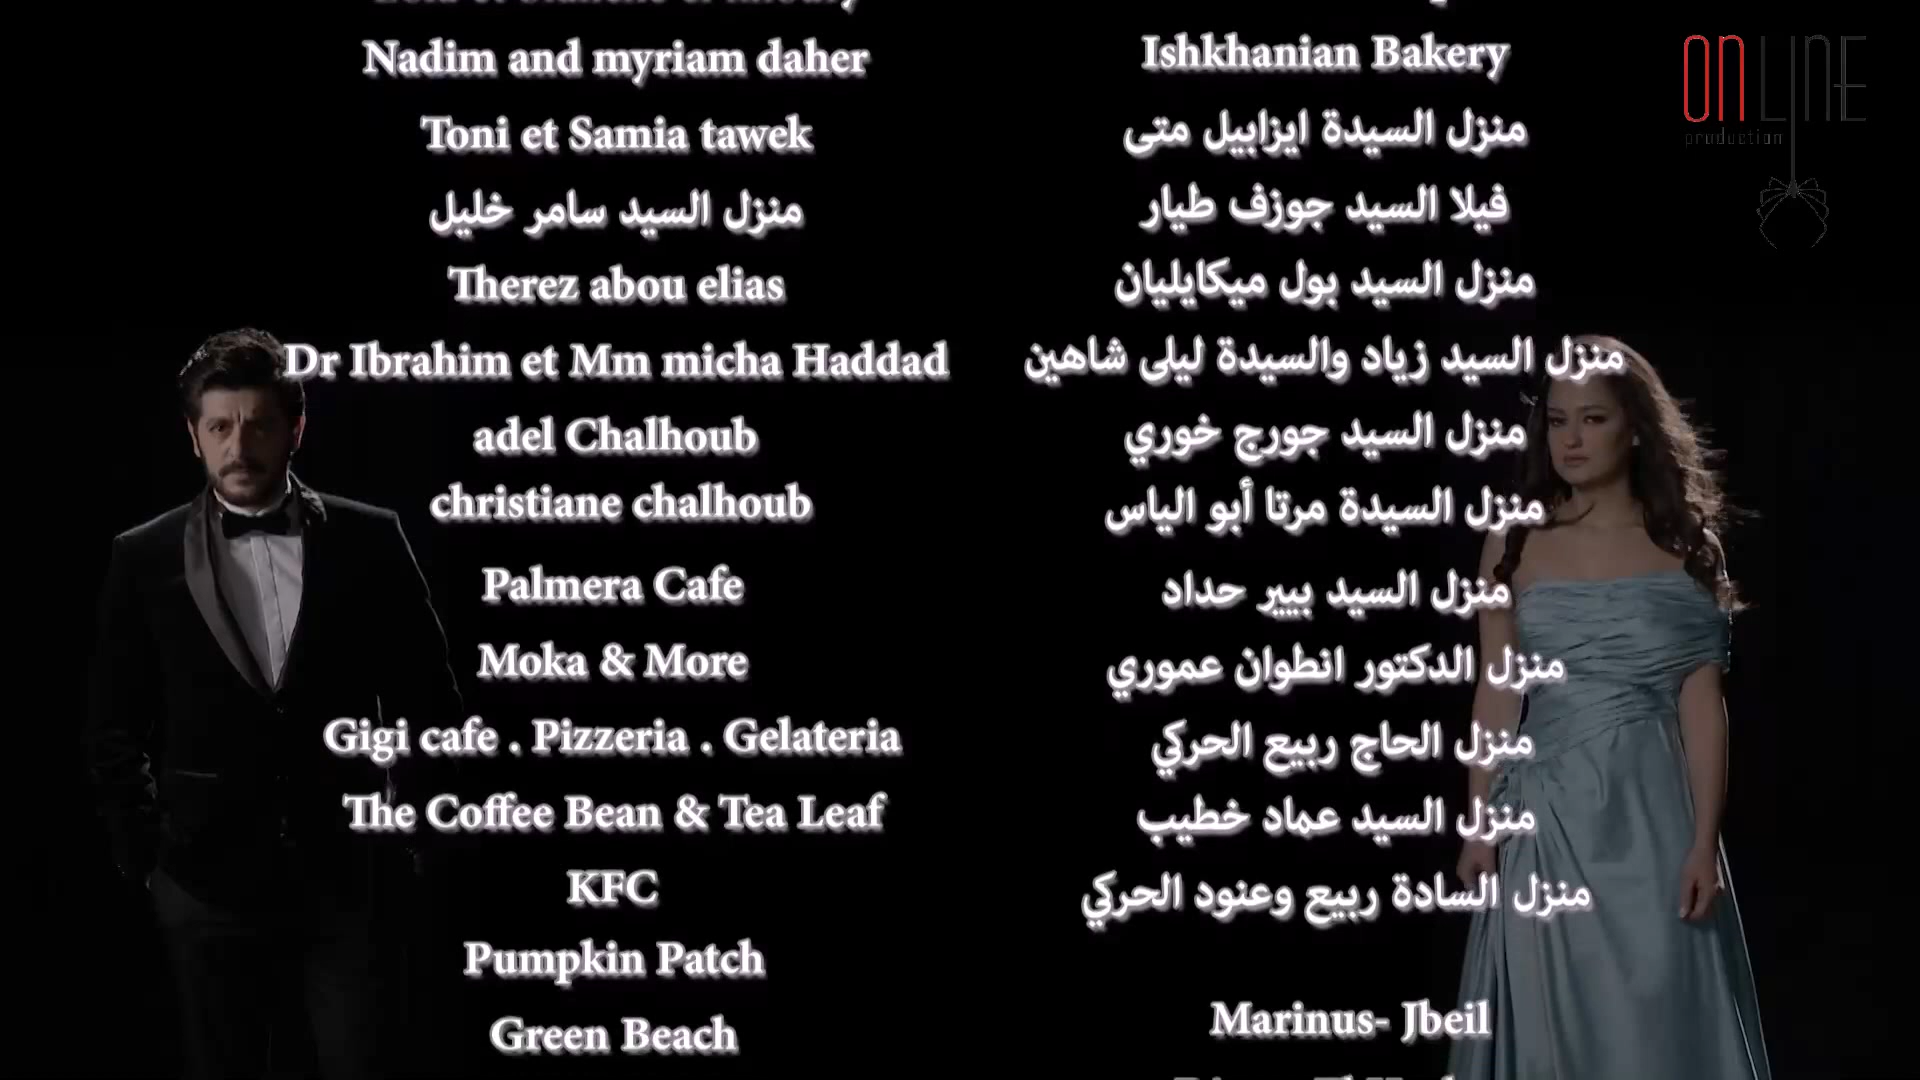 Nadim and myriam daher
Toni et Samia tawek
منزل السيد سامر خليل
Therez abou elias
Dr Ibrahim et Mm micha Haddad
adel Chalhoub
christiane chalhoub
Palmera Cafe
Moka & More
Gigi cafe . Pizzeria . Gelateria
The Coffee Bean & Tea Leaf
KFC
Pumpkin Patch
Green Beach
Ishkhanian Bakery
منزل السيدة ايزابيل متى
فيلا السيد جوزف طيار
منزل السيد بول ميكايليان
منزل السيد زياد والسيدة ليلى شاهين
منزل السيد جورج خوري
منزل السيدة مرتا أبو الياس
منزل السيد بيير حداد
منزل الدكتور انطوان عموري
منزل الحاج ربيع الحركي
منزل السيد عماد خطيب
منزل السادة ربيع وعنود الحركي
Marinus- Jbeil
ONLINE
pruduction